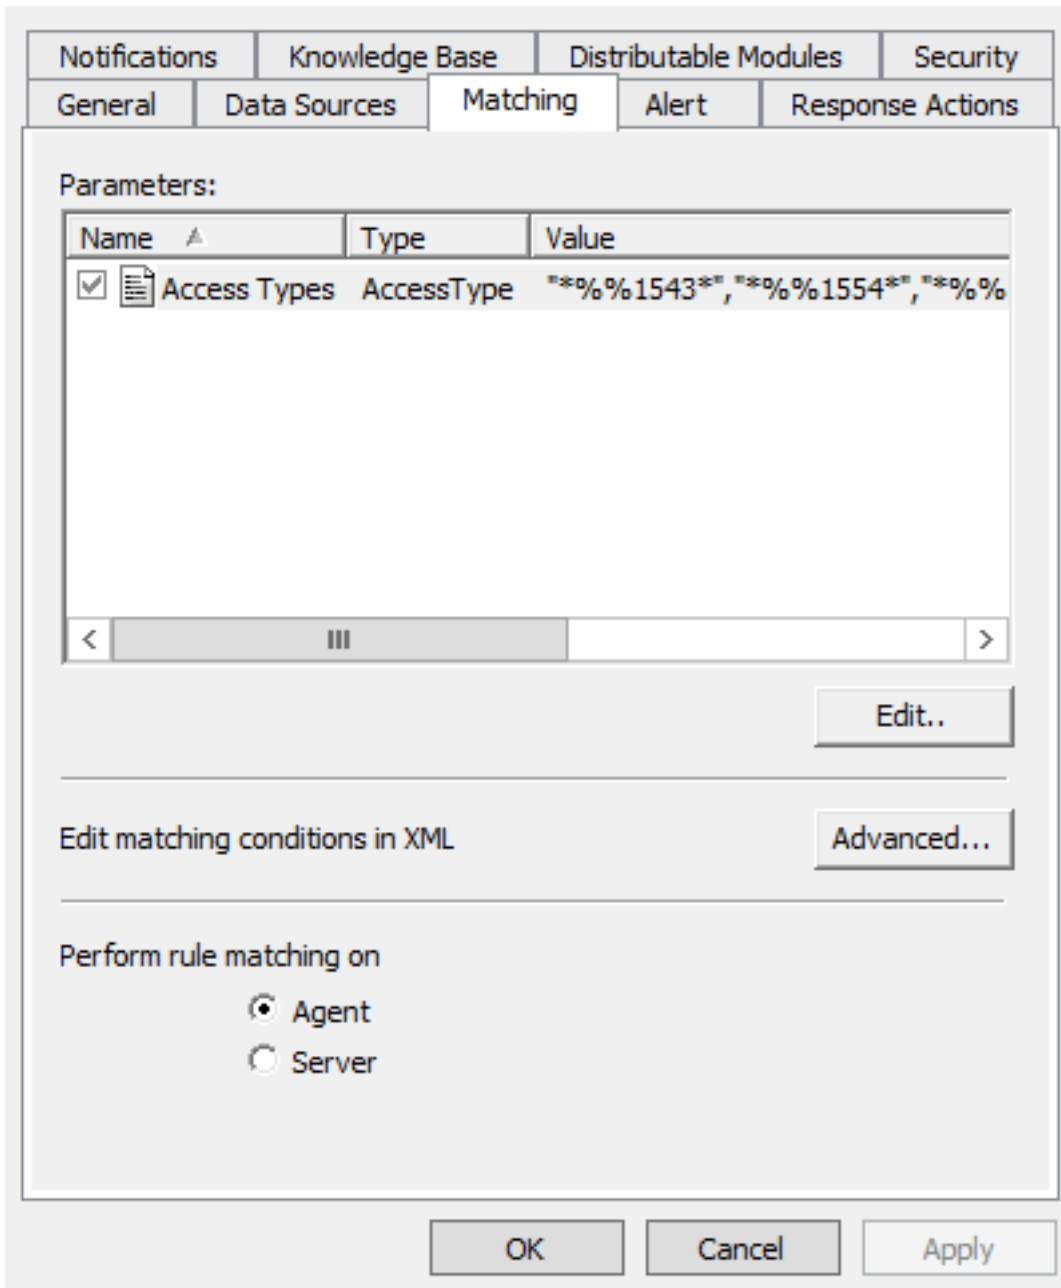 Notifications Knowledge Base Distributable Modules Security
General Data Sources Matching Alert Response Actions
Parameters:
Name Type Value
Access Types AccessType "*%%1543*","*%%1554*","*%%
Edit..
Edit matching conditions in XML Advanced...
Perform rule matching on
Agent
Server
OK Cancel Apply